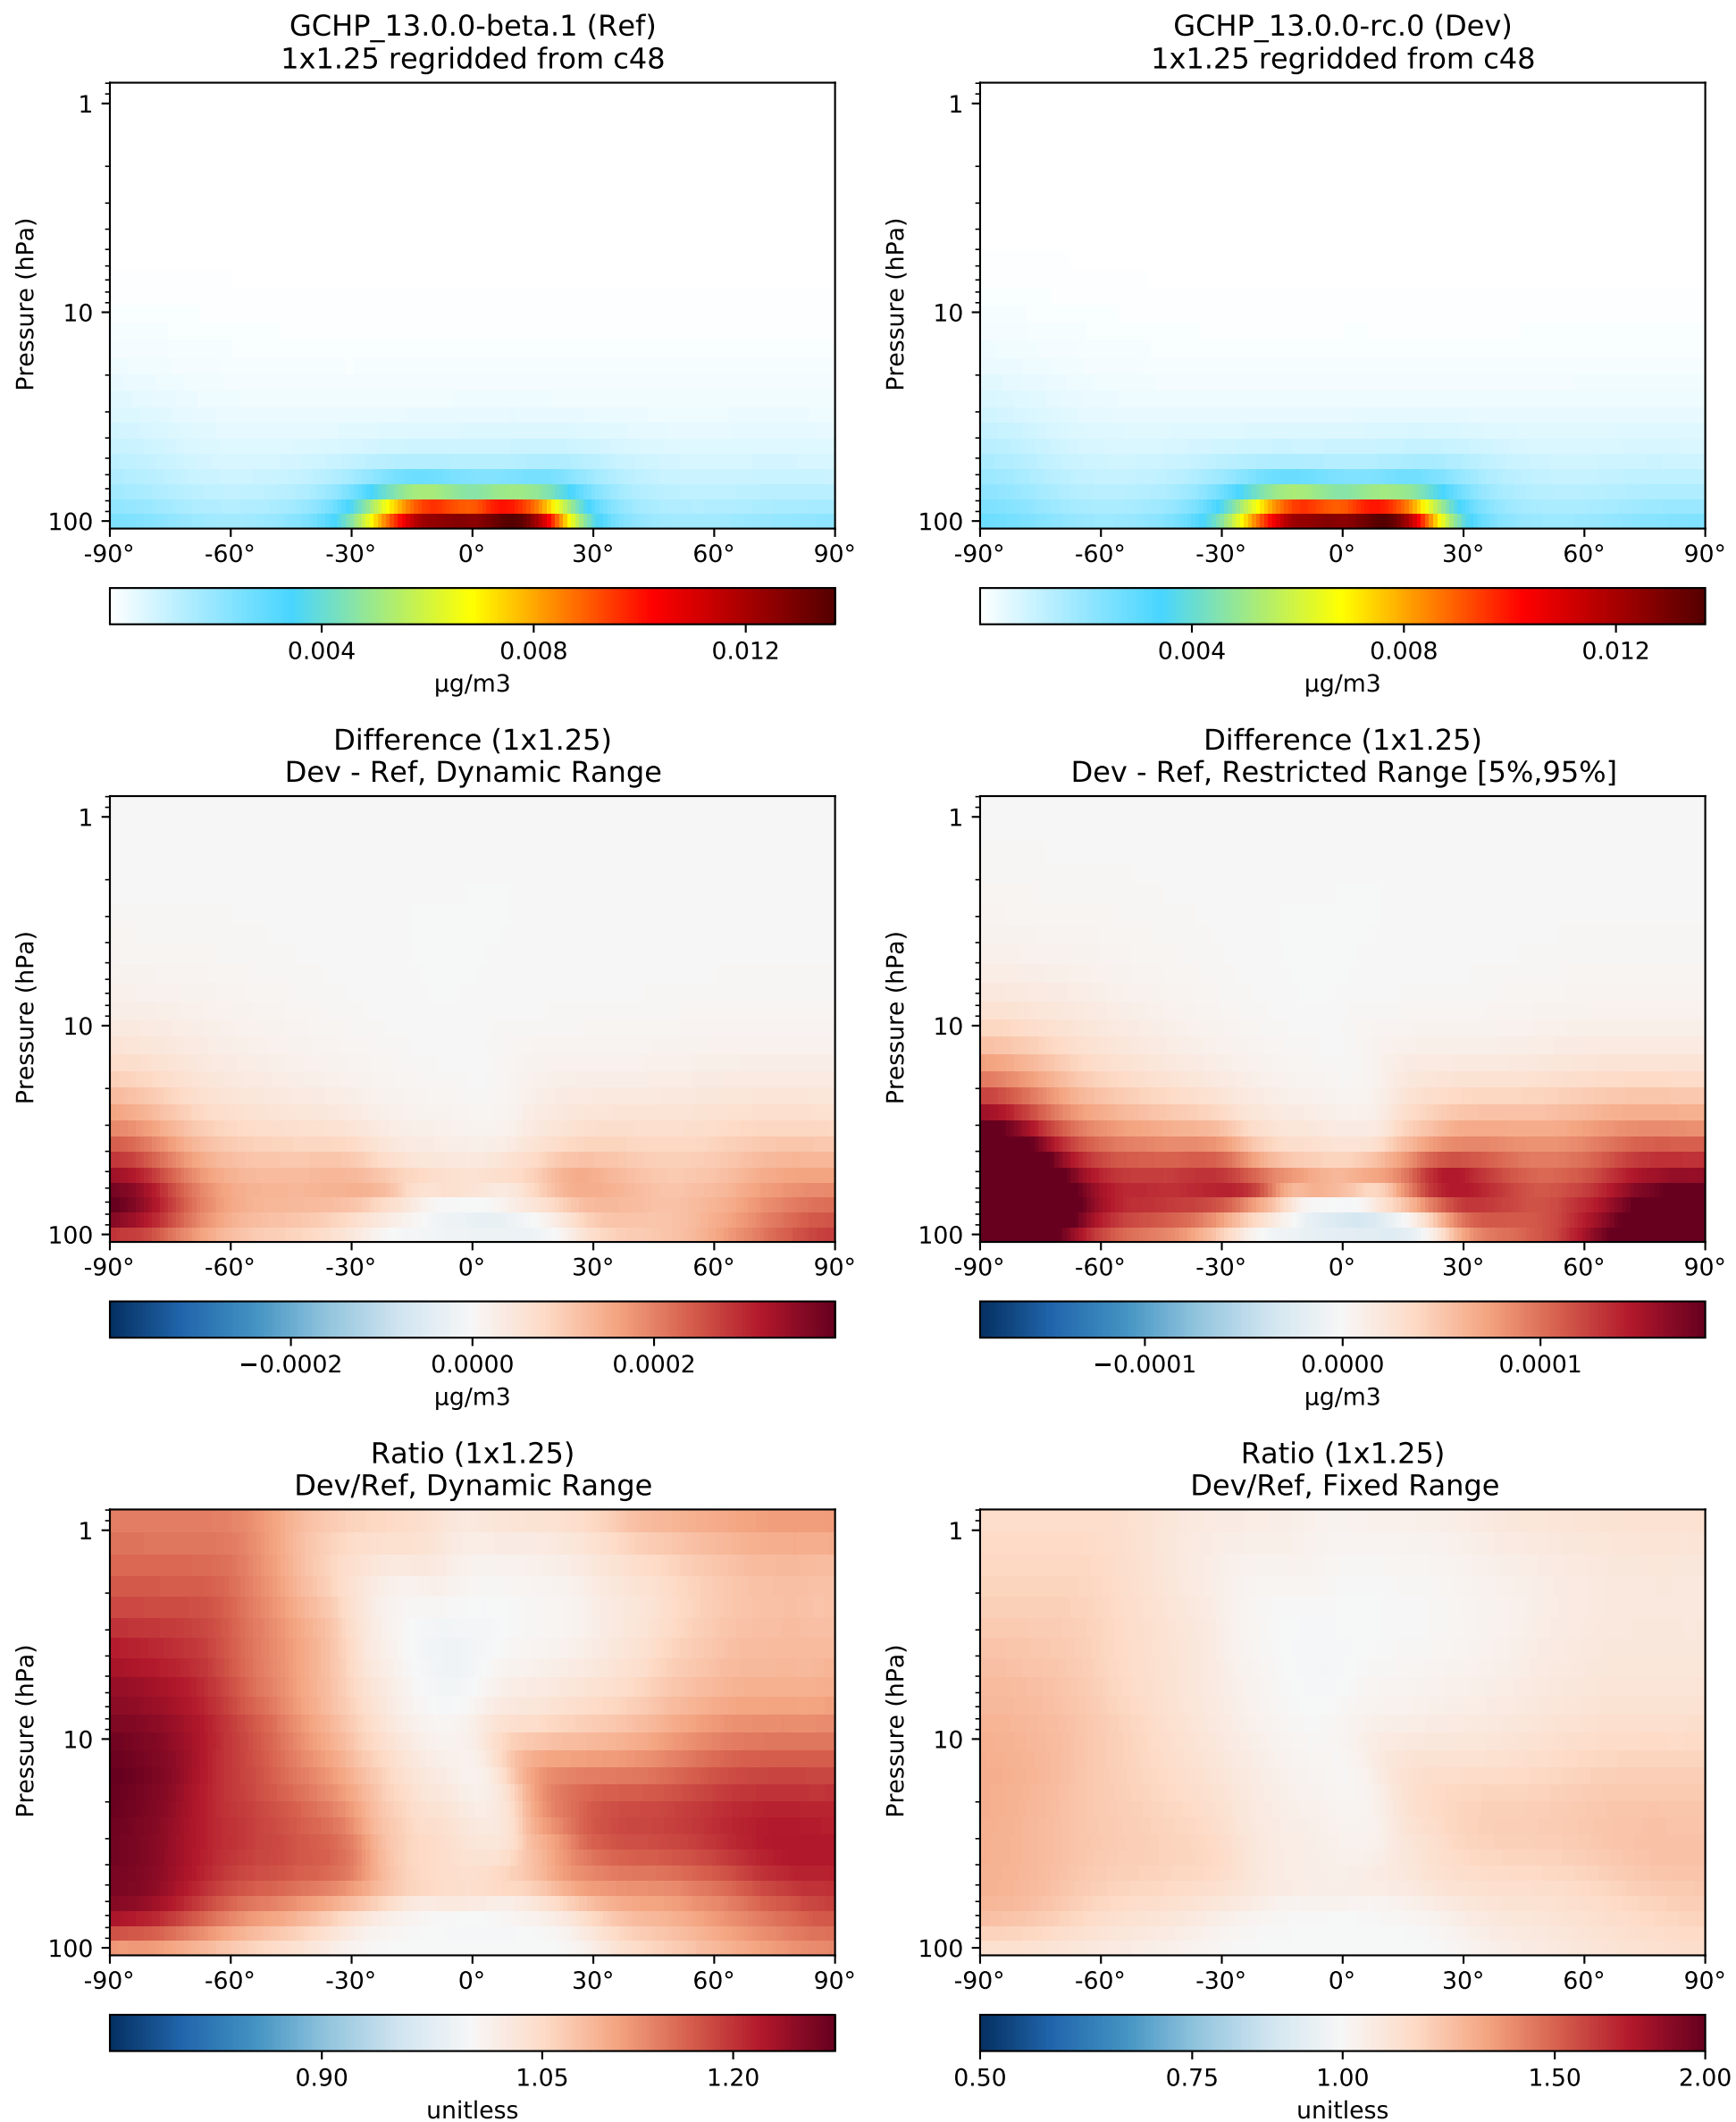 GCHP_13.0.0-beta.1 (Ref)
1x1.25 regridded from c48
Pressure (hPa)
1
10
100
-90° -60° -30° 0° 30° 60° 90°
0.004 0.008 0.012
µg/m3
GCHP_13.0.0-rc.0 (Dev)
1x1.25 regridded from c48
Pressure (hPa)
1
10
100
-90° -60° -30° 0° 30° 60° 90°
0.004 0.008 0.012
µg/m3
Difference (1x1.25)
Dev - Ref, Dynamic Range
Pressure (hPa)
1
10
100
-90° -60° -30° 0° 30° 60° 90°
−0.0002 0.0000 0.0002
µg/m3
Difference (1x1.25)
Dev - Ref, Restricted Range [5%,95%]
Pressure (hPa)
1
10
100
-90° -60° -30° 0° 30° 60° 90°
−0.0001 0.0000 0.0001
µg/m3
Ratio (1x1.25)
Dev/Ref, Dynamic Range
Pressure (hPa)
1
10
100
-90° -60° -30° 0° 30° 60° 90°
0.90 1.05 1.20
unitless
Ratio (1x1.25)
Dev/Ref, Fixed Range
Pressure (hPa)
1
10
100
-90° -60° -30° 0° 30° 60° 90°
0.50 0.75 1.00 1.50 2.00
unitless